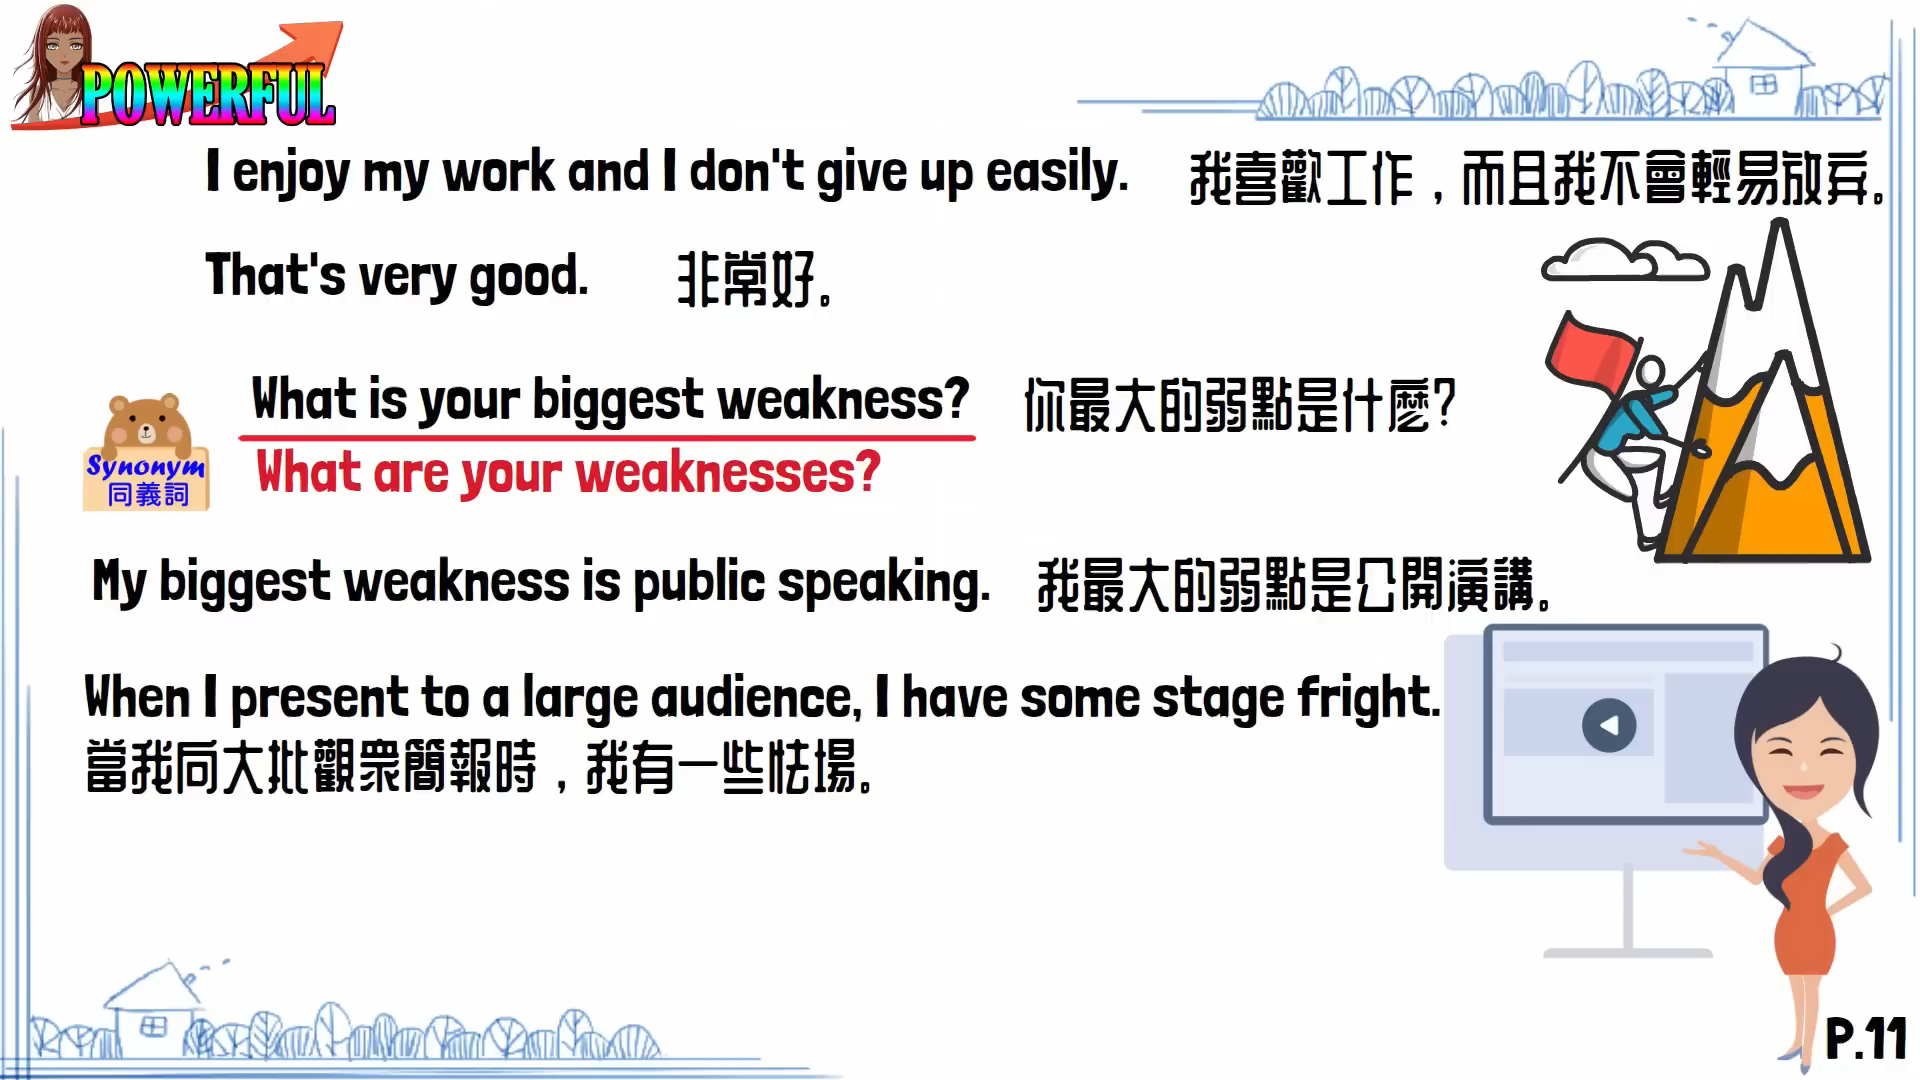 POWERFUL
I enjoy my work and I don't give up easily. 我喜歡工作，而且我不會輕易放弃。
That's very good. 非常好。
What is your biggest weakness? 你最大的弱點是什麽?
Synonym
同義詞
What are your weaknesses?
My biggest weakness is public speaking. 我最大的弱點是公開演講。
When I present to a large audience, I have some stage fright.
當我向大批觀眾簡報時，我有一些怯場。
P.11